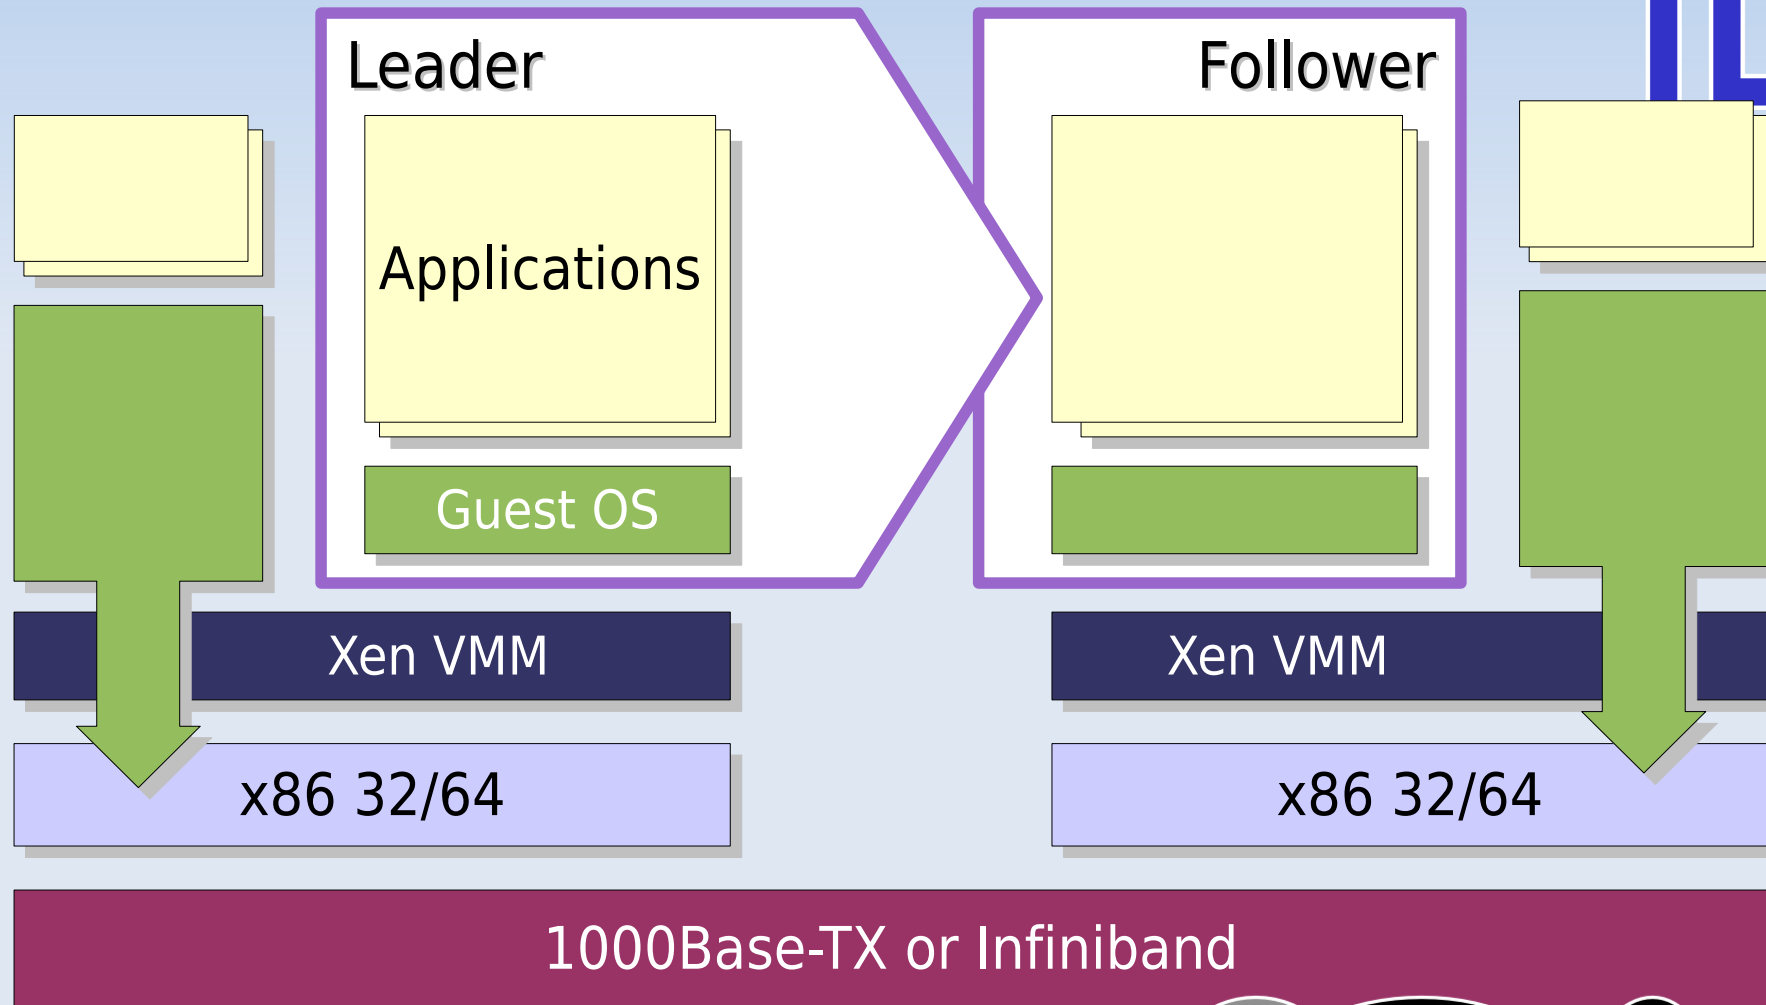 Leader
Follower
Applications
Guest OS
Xen VMM
Xen VMM
x86 32/64
x86 32/64
1000Base-TX or Infiniband